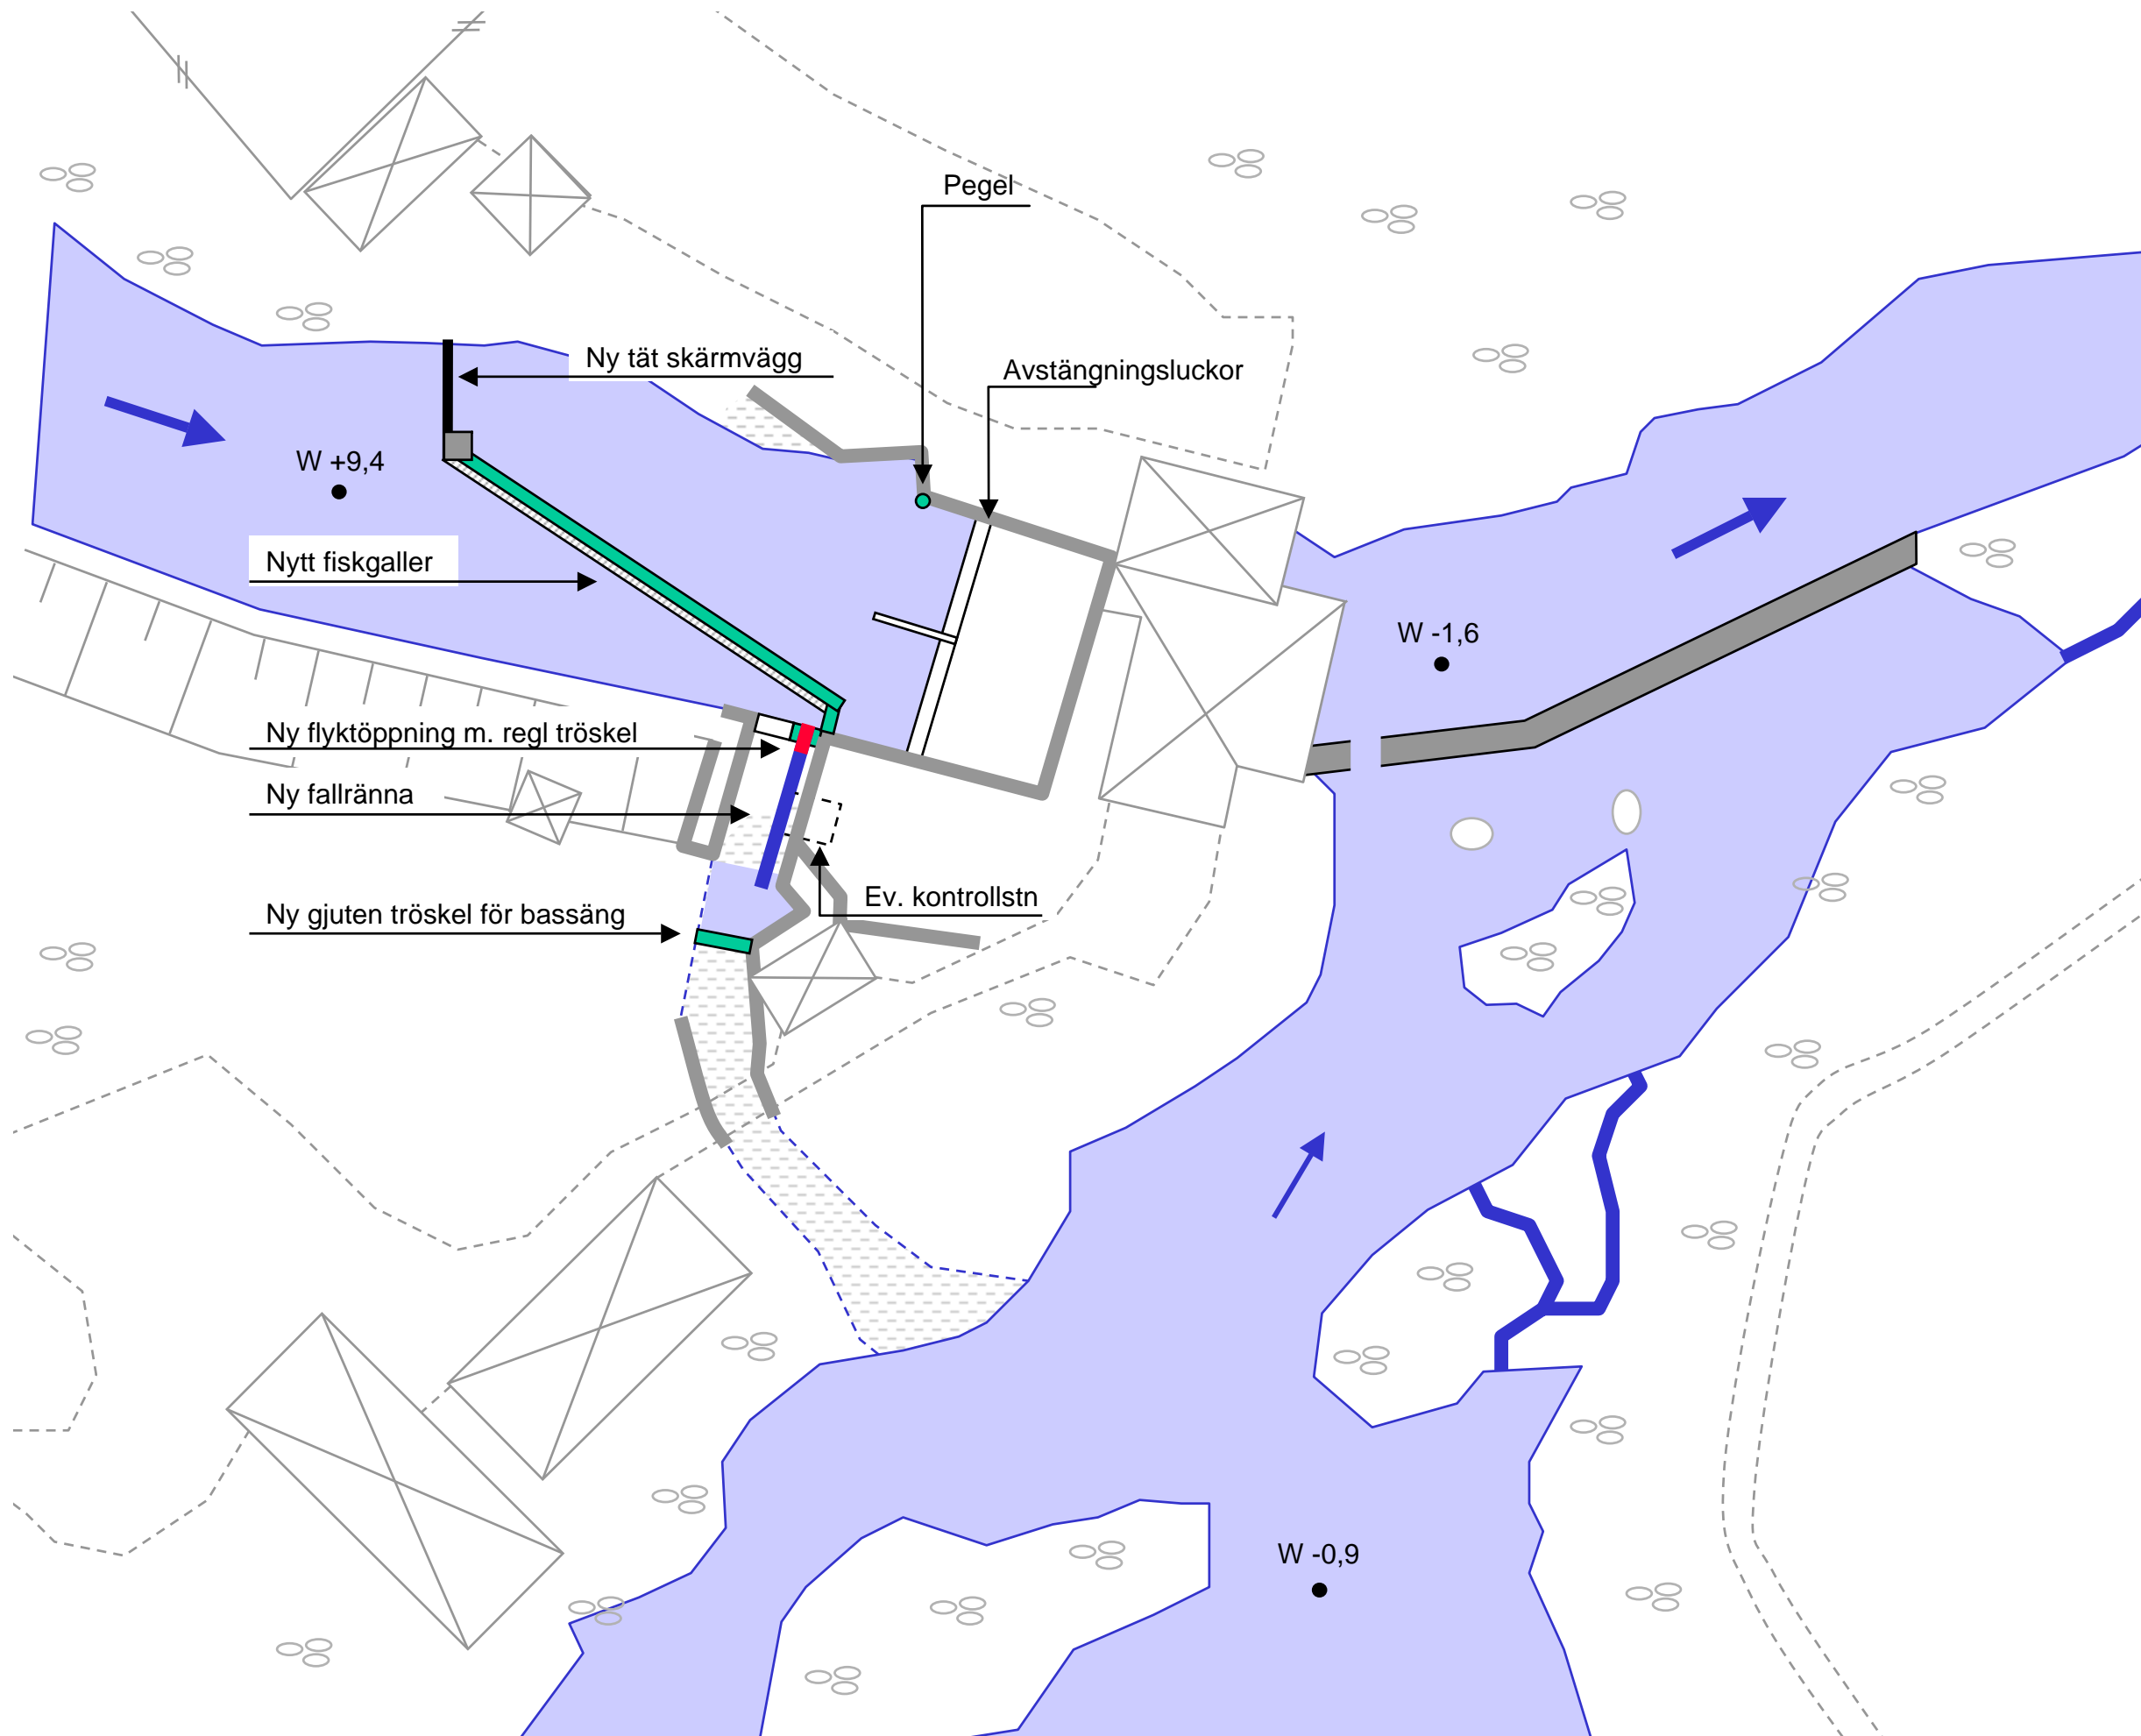 Pegel
Ny tät skärmvägg
Avstängningsluckor
W +9,4
Nytt fiskgaller
W -1,6
Ny flyktöppning m. regl tröskel
Ny fallränna
Ev. kontrollstn
Ny gjuten tröskel för bassäng
W -0,9